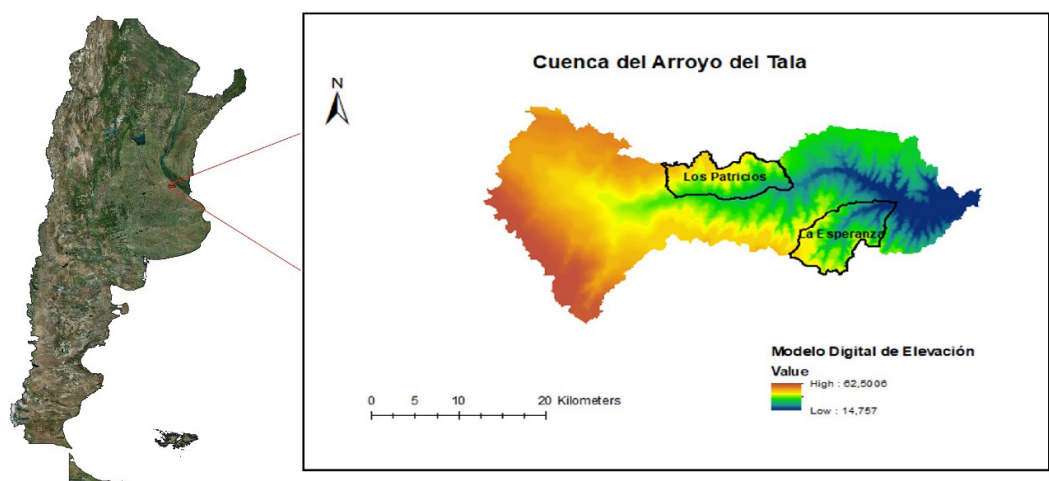 Cuenca del Arroyo del Tala
N
Los Patricios
La Esperanza
Modelo Digital de Elevación
Value
High : 62,5006
Low : 14,757
0 5 10 20 Kilometers